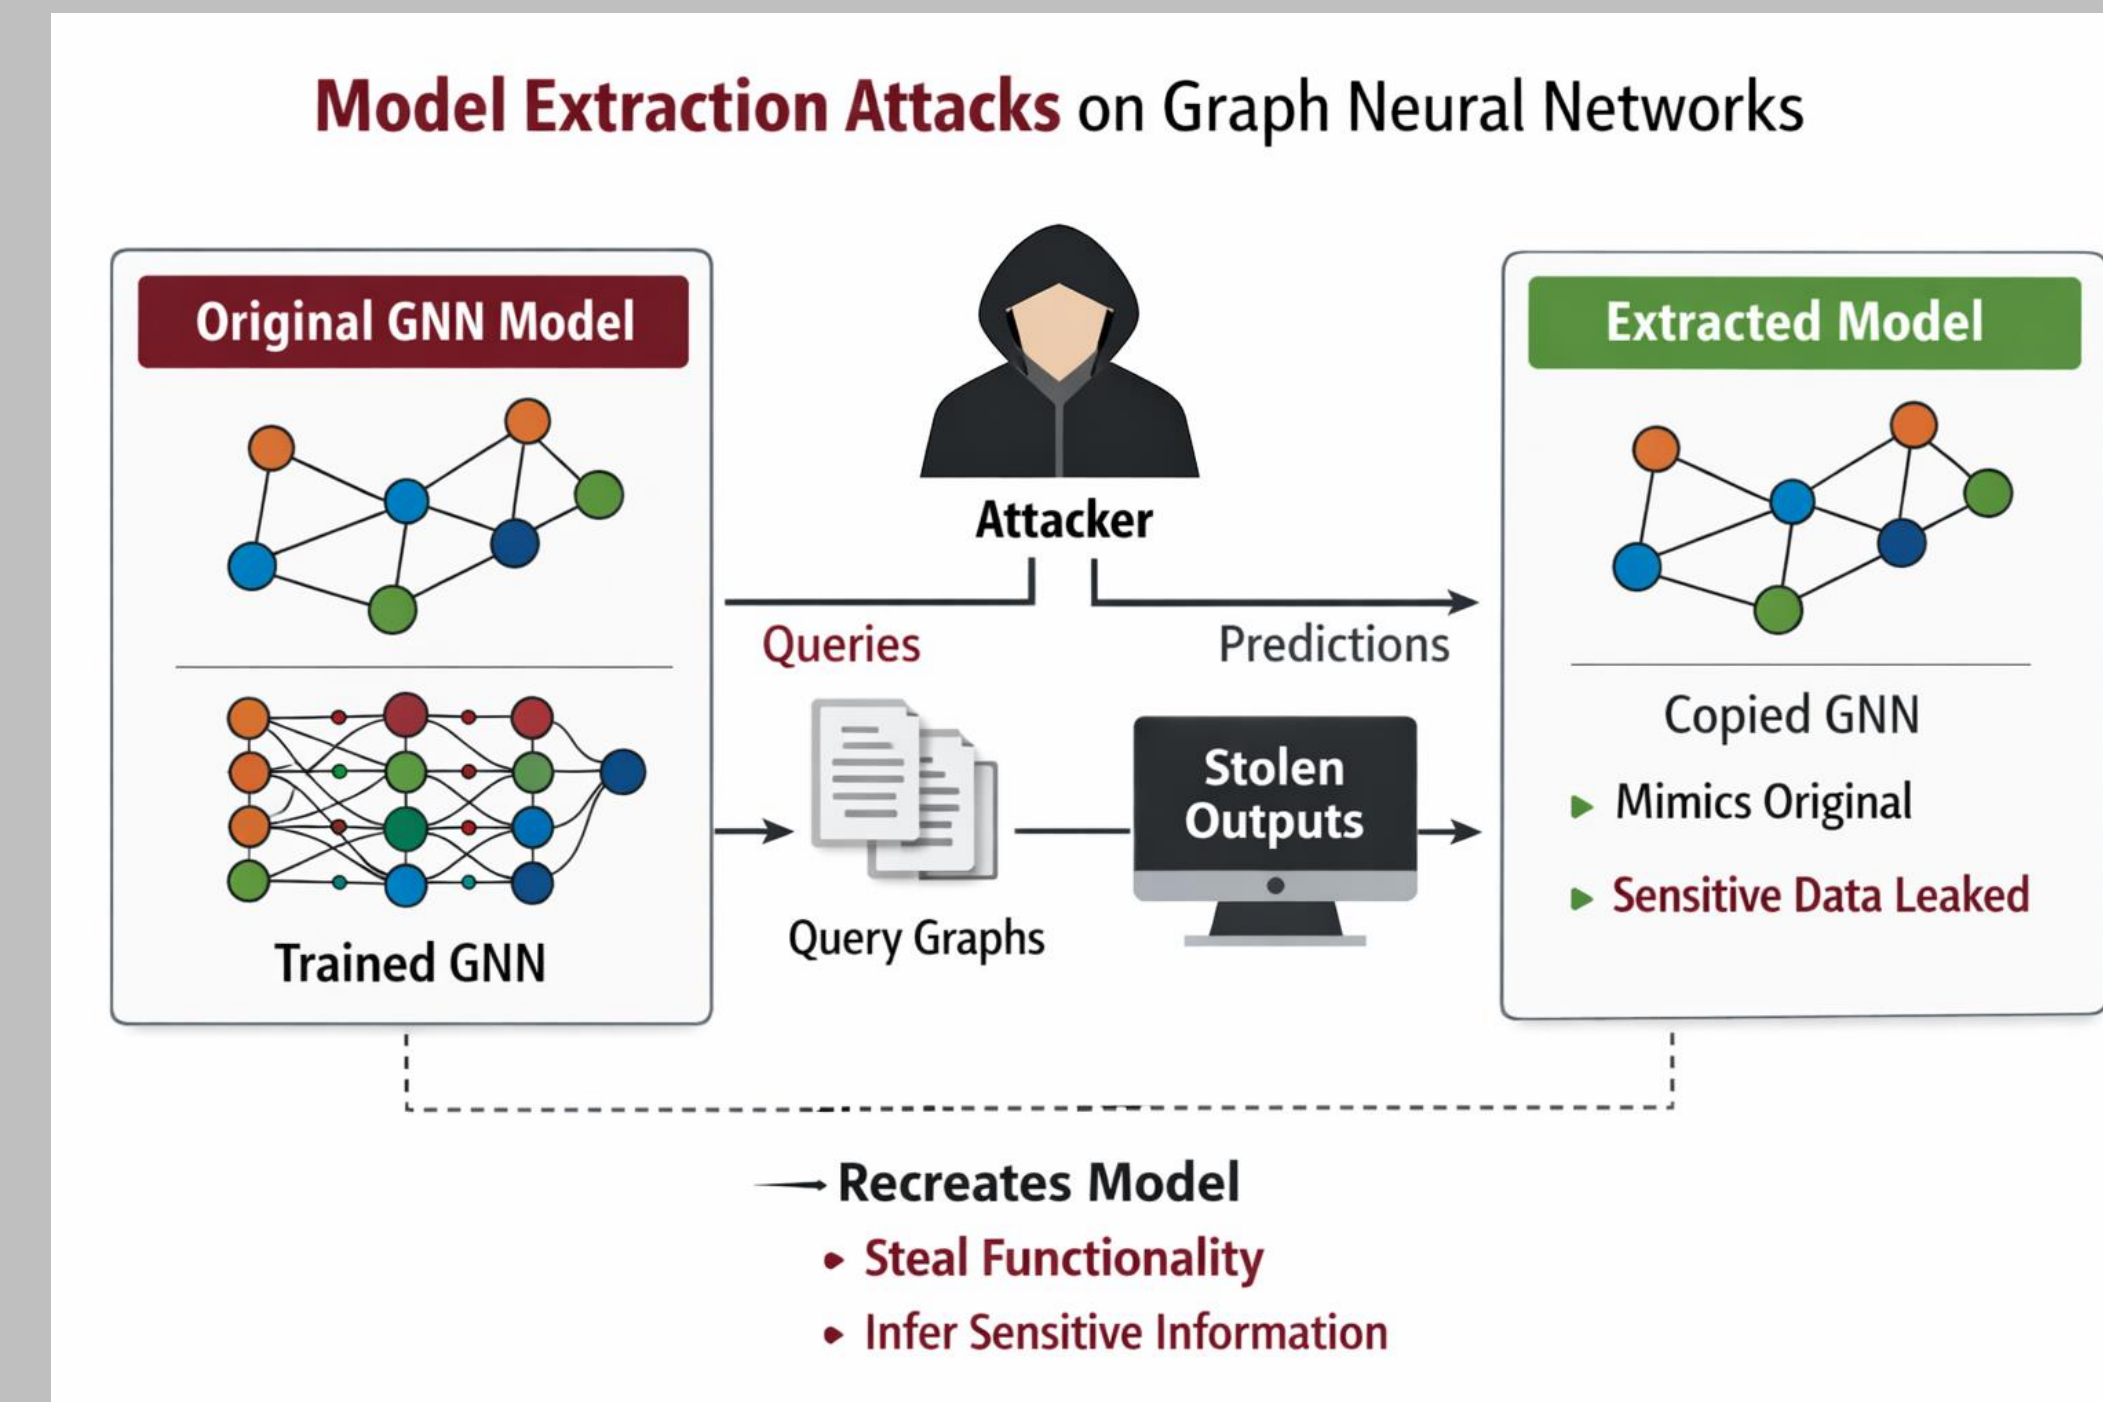 Model Extraction Attacks on Graph Neural Networks
Original GNN Model
Trained GNN
Attacker
Queries
Predictions
Query Graphs
Stolen
Outputs
Extracted Model
Copied GNN
Mimics Original
Sensitive Data Leaked
Recreates Model
Steal Functionality
Infer Sensitive Information